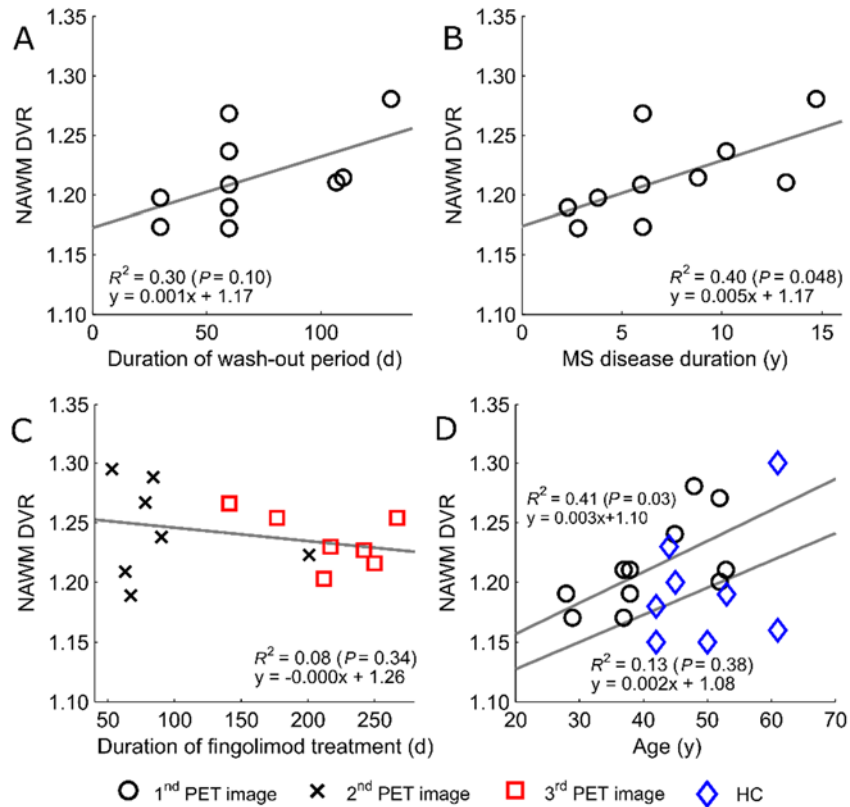 A
NAWM DVR
1.35
1.30
1.25
1.20
1.15
1.10
R² = 0.30 (P = 0.10)
y = 0.001x + 1.17
0 50 100
Duration of wash-out period (d)
B
NAWM DVR
1.35
1.30
1.25
1.20
1.15
1.10
R² = 0.40 (P = 0.048)
y = 0.005x + 1.17
0 5 10 15
MS disease duration (y)
C
NAWM DVR
1.35
1.30
1.25
1.20
1.15
1.10
R² = 0.08 (P = 0.34)
y = -0.000x + 1.26
50 100 150 200 250
Duration of fingolimod treatment (d)
D
NAWM DVR
1.35
1.30
1.25
1.20
1.15
1.10
R² = 0.41 (P = 0.03)
y = 0.003x+1.10
R² = 0.13 (P = 0.38)
y = 0.002x + 1.08
20 30 40 50 60 70
Age (y)
1ⁿᵈ PET image 2ⁿᵈ PET image 3ʳᵈ PET image HC